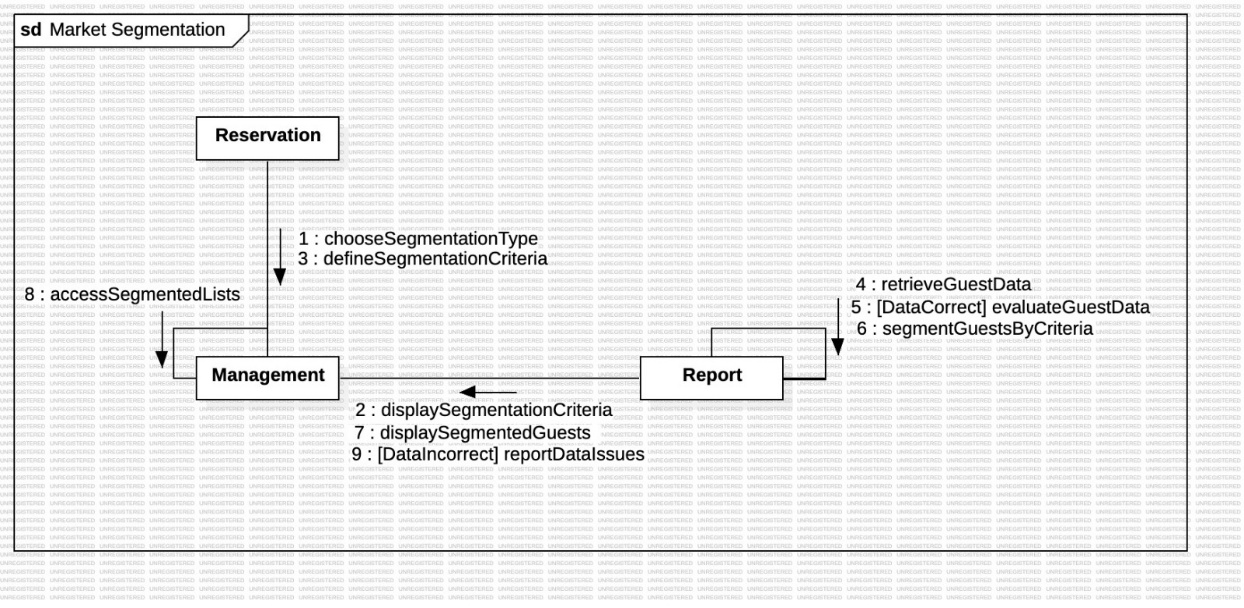 sd Market Segmentation
Reservation
1 : chooseSegmentationType
3 : defineSegmentationCriteria
8 : accessSegmentedLists
4 : retrieveGuestData
5 : [DataCorrect] evaluateGuestData
6 : segmentGuestsByCriteria
Management
Report
2 : displaySegmentationCriteria
7 : displaySegmentedGuests
9 : [DataIncorrect] reportDataIssues
UNREGISTERED